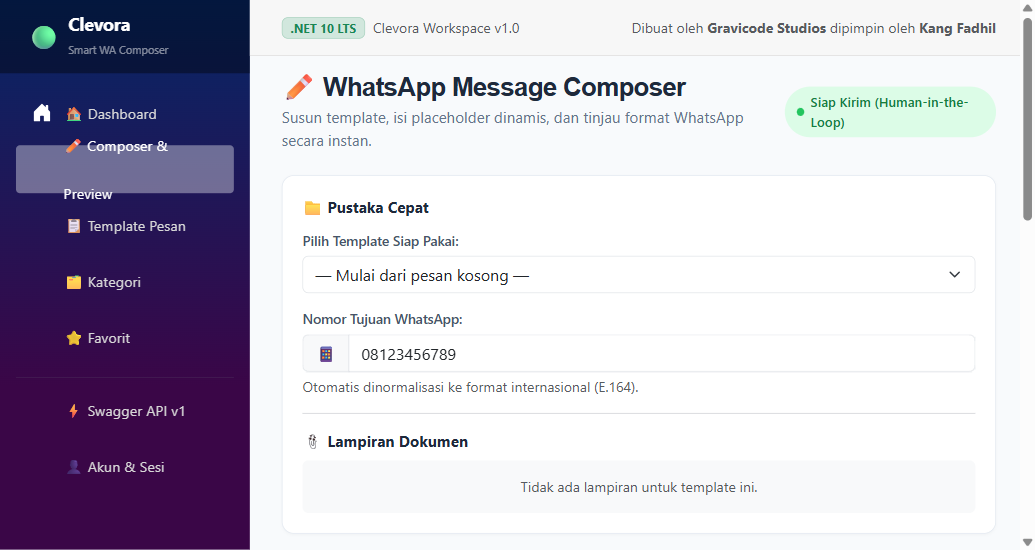 Clevora
Smart WA Composer
Dashboard
Composer &
Preview
Template Pesan
Kategori
Favorit
Swagger API v1
Akun & Sesi
.NET 10 LTS Clevora Workspace v1.0 Dibuat oleh Gravicode Studios dipimpin oleh Kang Fadhil
WhatsApp Message Composer
Susun template, isi placeholder dinamis, dan tinjau format WhatsApp
secara instan.
Siap Kirim (Human-in-the-
Loop)
Pustaka Cepat
Pilih Template Siap Pakai:
— Mulai dari pesan kosong —
Nomor Tujuan WhatsApp:
08123456789
Otomatis dinormalisasi ke format internasional (E.164).
Lampiran Dokumen
Tidak ada lampiran untuk template ini.